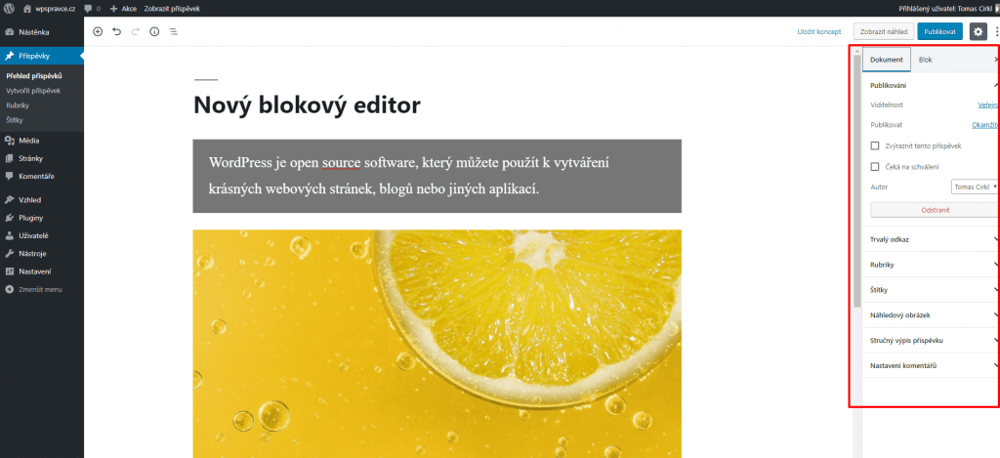 wpspravce.cz 0 Akce Zobrazit příspěvek Přihlášený uživatel: Tomas Cirkl
Nástěnka
Příspěvky
Přehled příspěvků
Vytvořit příspěvek
Rubriky
Štítky
Média
Stránky
Komentáře
Vzhled
Pluginy
Uživatelé
Nástroje
Nastavení
Zmenšit menu
Uložit koncept Zobrazit náhled Publikovat
Nový blokový editor
WordPress je open source software, který můžete použít k vytváření
krásných webových stránek, blogů nebo jiných aplikací.
Dokument Blok
Publikování
Viditelnost Veřejn
Publikovat Okamžit
Zvýraznit tento příspěvek
Čeká na schválení
Autor Tomas Cirkl
Odstranit
Trvalý odkaz
Rubriky
Štítky
Náhledový obrázek
Stručný výpis příspěvku
Nastavení komentářů